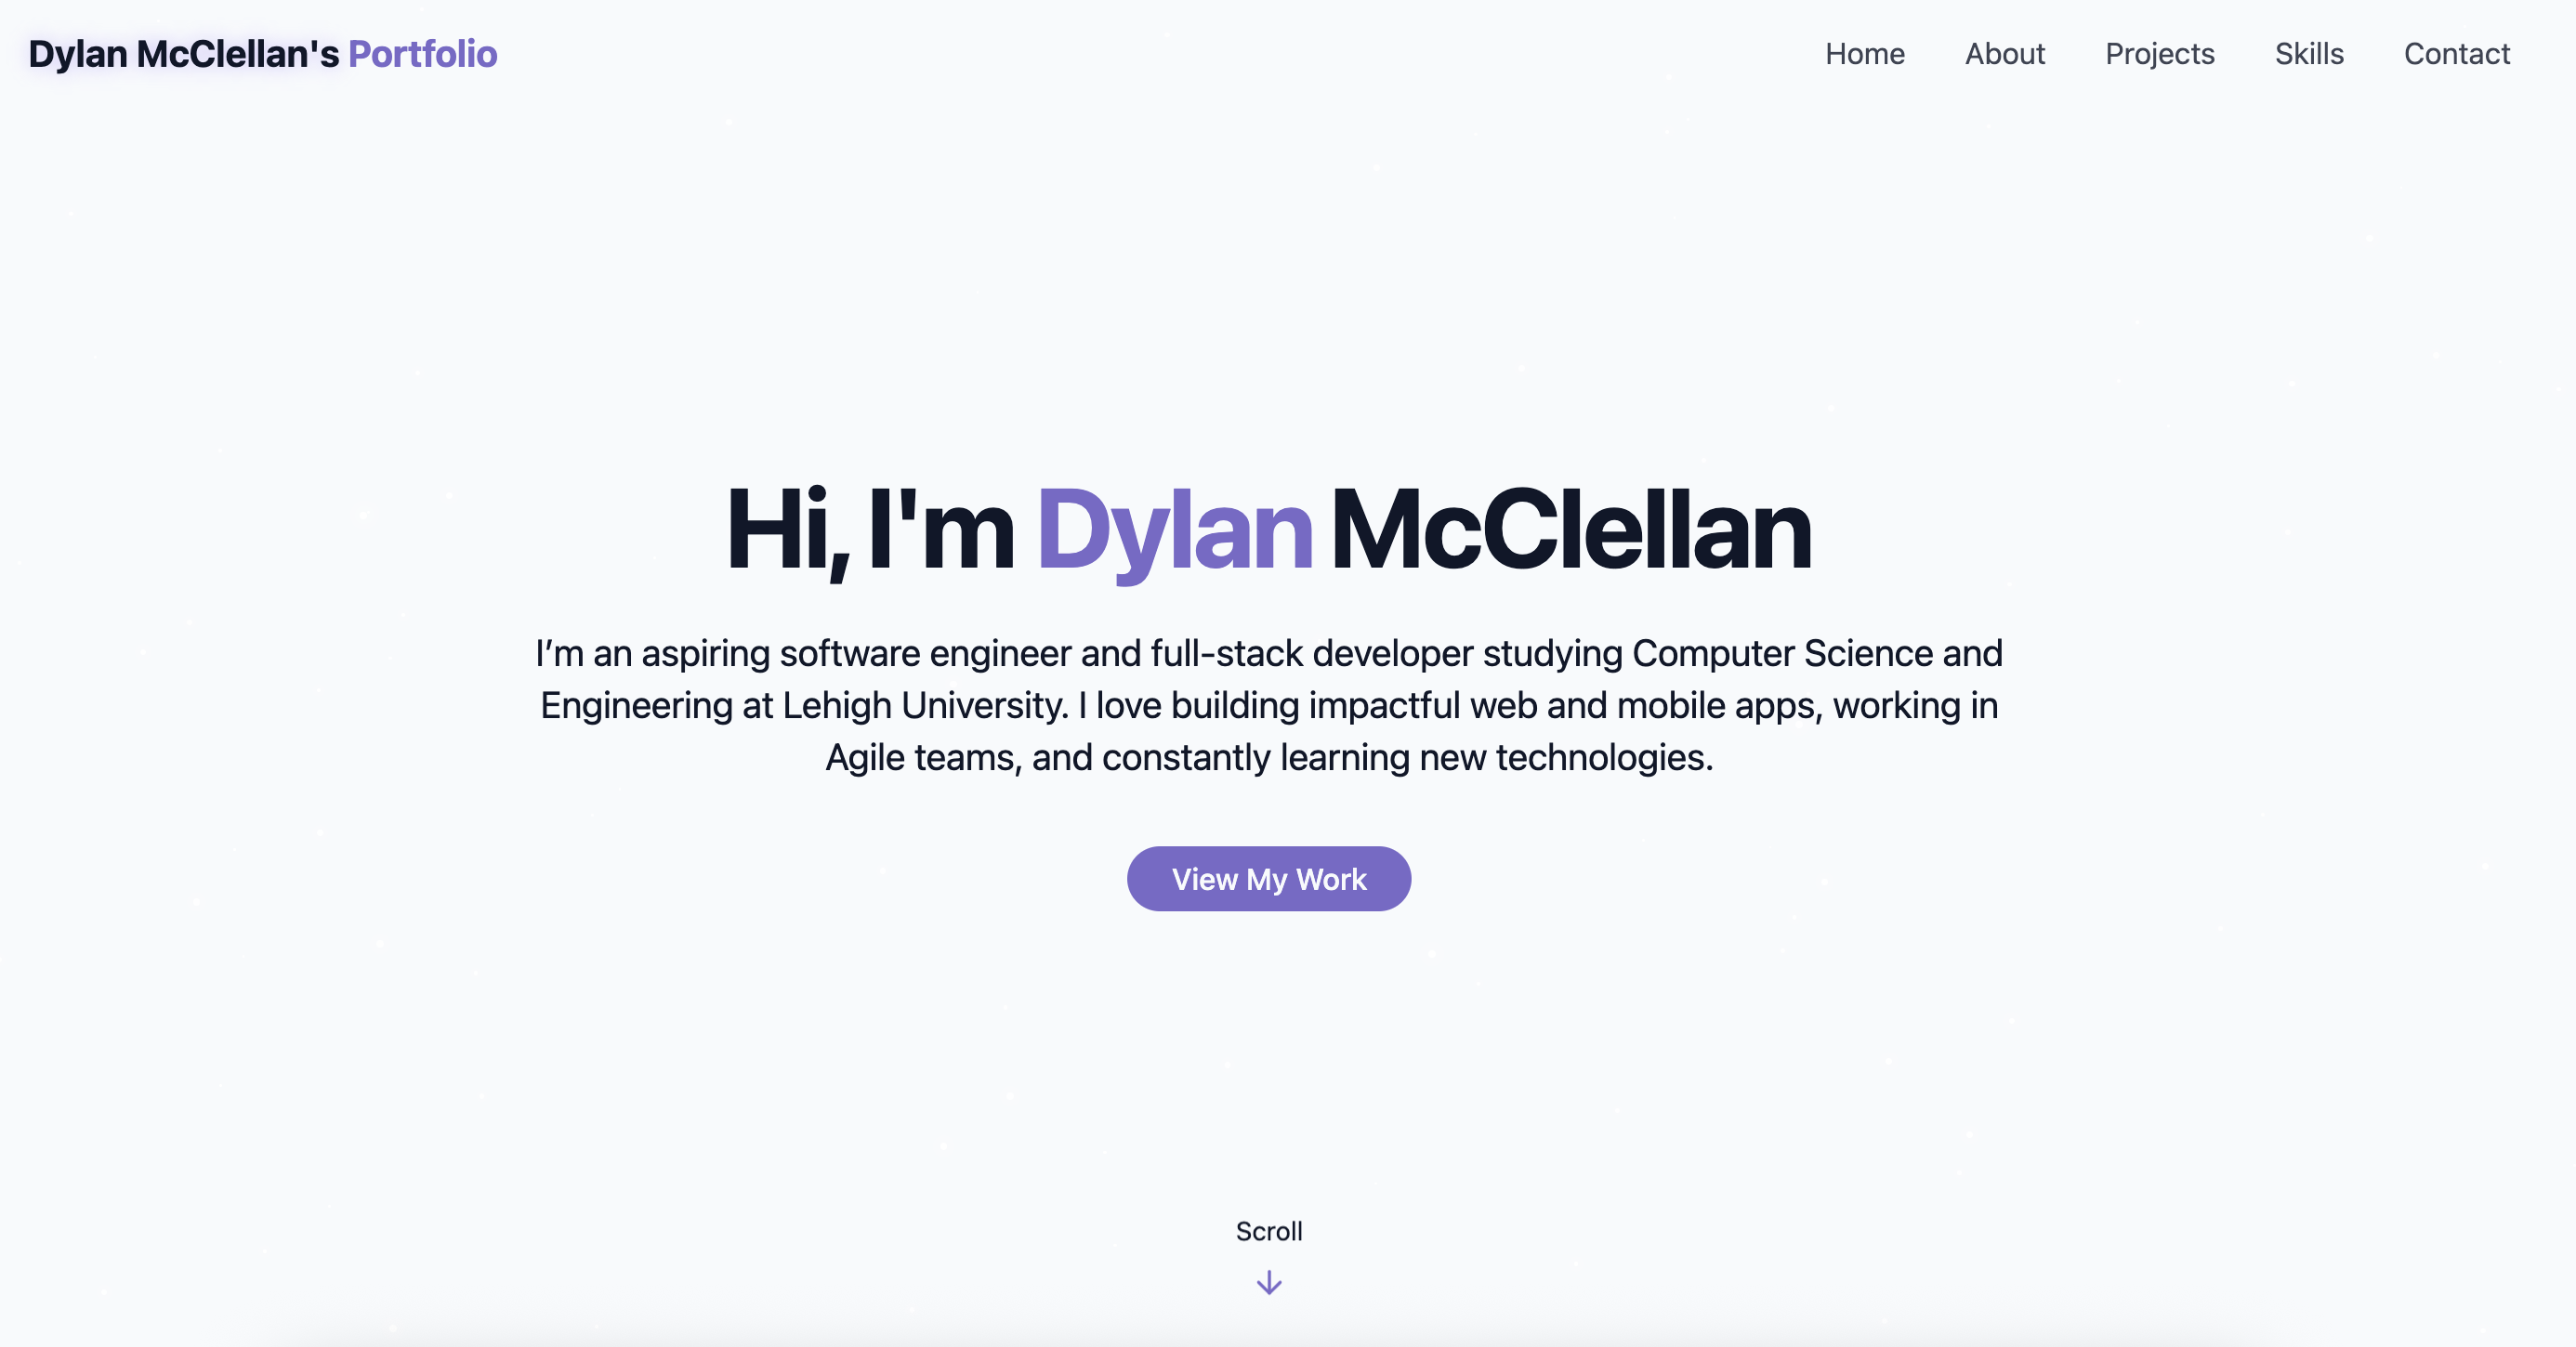 Dylan McClellan's Portfolio
Home About Projects Skills Contact
Hi, I'm Dylan McClellan
I’m an aspiring software engineer and full-stack developer studying Computer Science and
Engineering at Lehigh University. I love building impactful web and mobile apps, working in
Agile teams, and constantly learning new technologies.
View My Work
Scroll